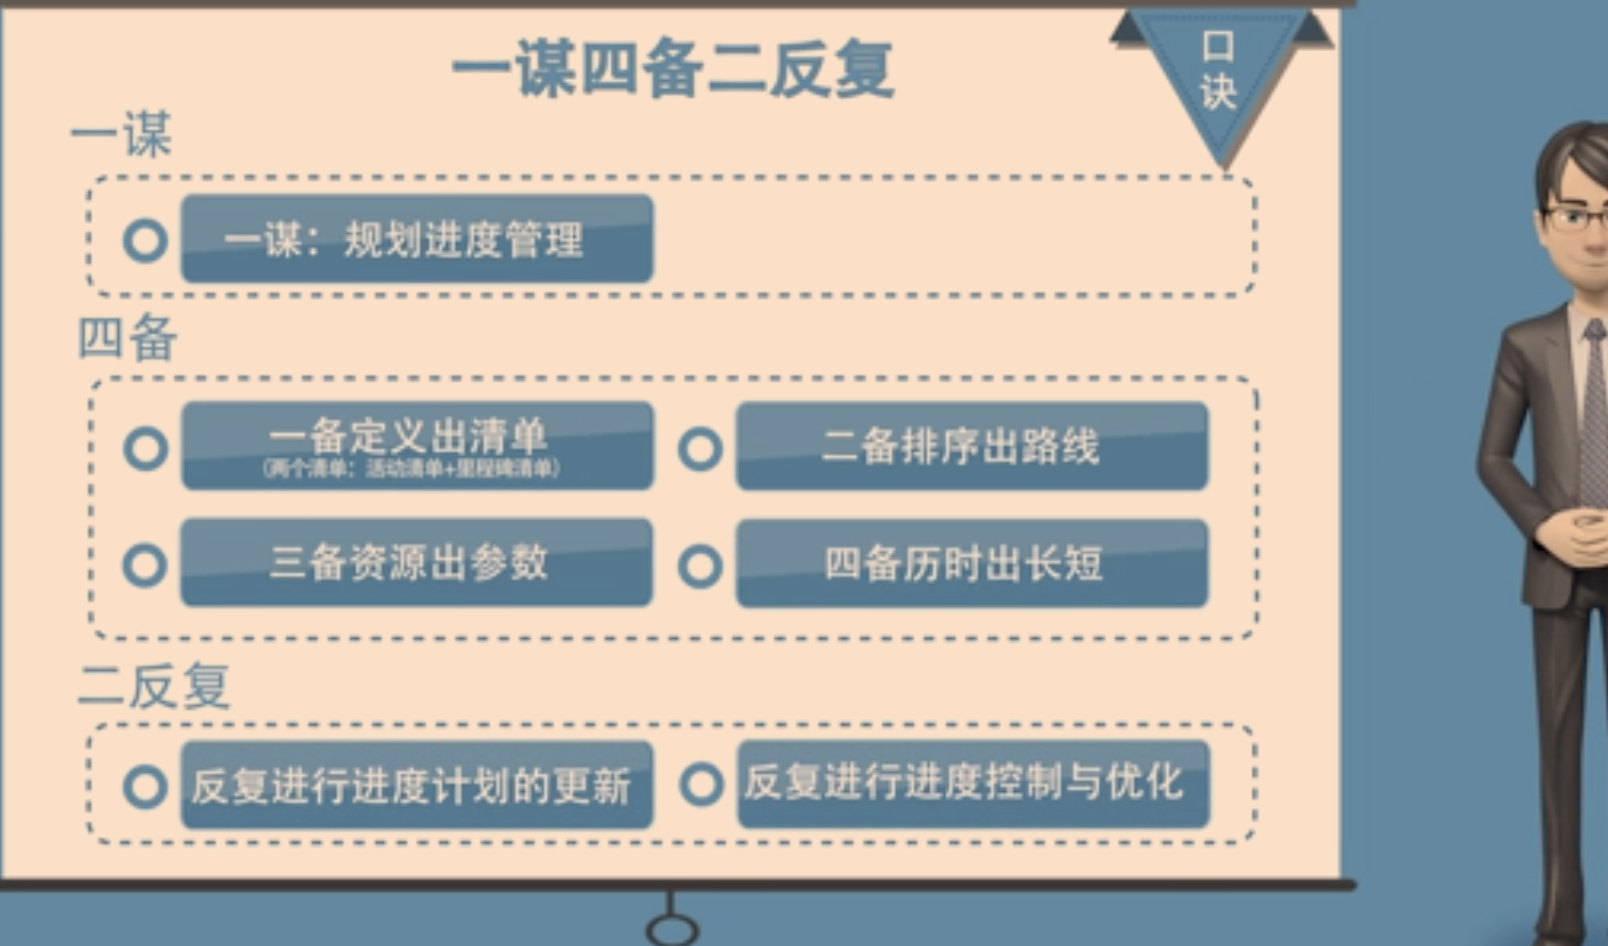 一谋四备二反复
口
诀
一谋
一谋：规划进度管理
四备
一备定义出清单
（两个清单：活动清单+里程碑清单）
二备排序出路线
三备资源出参数
四备历时出长短
二反复
反复进行进度计划的更新
反复进行进度控制与优化